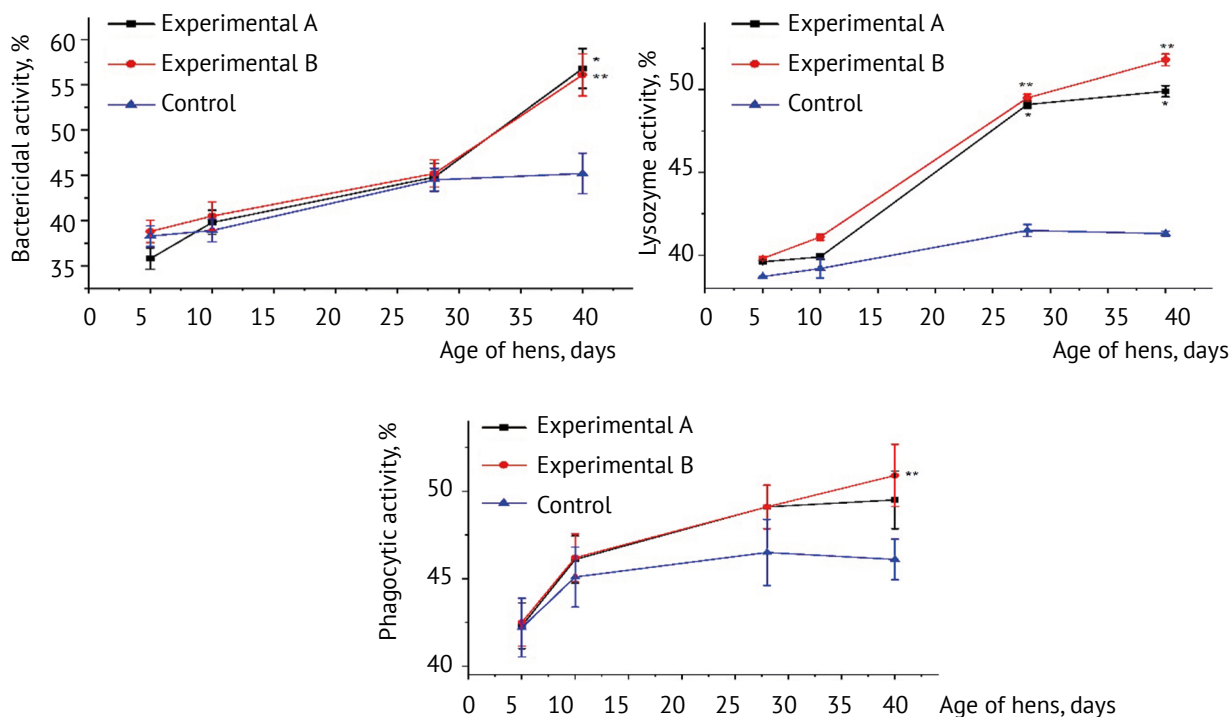 Bactericidal activity, %
Experimental A
Experimental B
Control
60
55
50
45
40
35
*
**
0 5 10 15 20 25 30 35 40
Age of hens, days
Lysozyme activity, %
Experimental A
Experimental B
Control
50
45
40
**
*
**
*
0 5 10 15 20 25 30 35 40
Age of hens, days
Phagocytic activity, %
Experimental A
Experimental B
Control
50
45
40
**
0 5 10 15 20 25 30 35 40 Age of hens, days